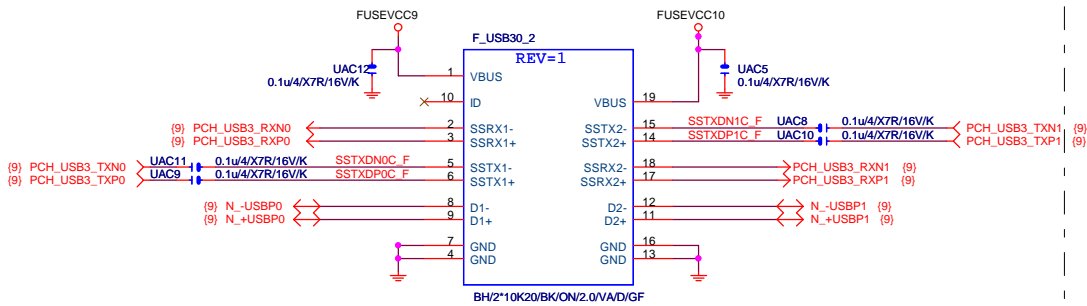 FUSEVCC9 FUSEVCC10
F_USB30_2
REV=1
UAC12 0.1u/4/X7R/16V/K
UAC5 0.1u/4/X7R/16V/K
1 VBUS
10 ID VBUS 19
{9} PCH_USB3_RXN0 2 SSRX1- SSTX2- 15 SSTXDN1C_F UAC8 0.1u/4/X7R/16V/K PCH_USB3_TXN1 {9}
{9} PCH_USB3_RXP0 3 SSRX1+ SSTX2+ 14 SSTXDP1C_F UAC10 0.1u/4/X7R/16V/K PCH_USB3_TXP1 {9}
{9} PCH_USB3_TXN0 UAC11 0.1u/4/X7R/16V/K SSTXDN0C_F 5 SSTX1- SSRX2- 18 PCH_USB3_RXN1 {9}
{9} PCH_USB3_TXP0 UAC9 0.1u/4/X7R/16V/K SSTXDP0C_F 6 SSTX1+ SSRX2+ 17 PCH_USB3_RXP1 {9}
{9} N_-USBP0 8 D1- D2- 12 N_-USBP1 {9}
{9} N_+USBP0 9 D1+ D2+ 11 N_+USBP1 {9}
7 GND GND 16
4 GND GND 13
BH/2*10K20/BK/ON/2.0/VA/D/GF